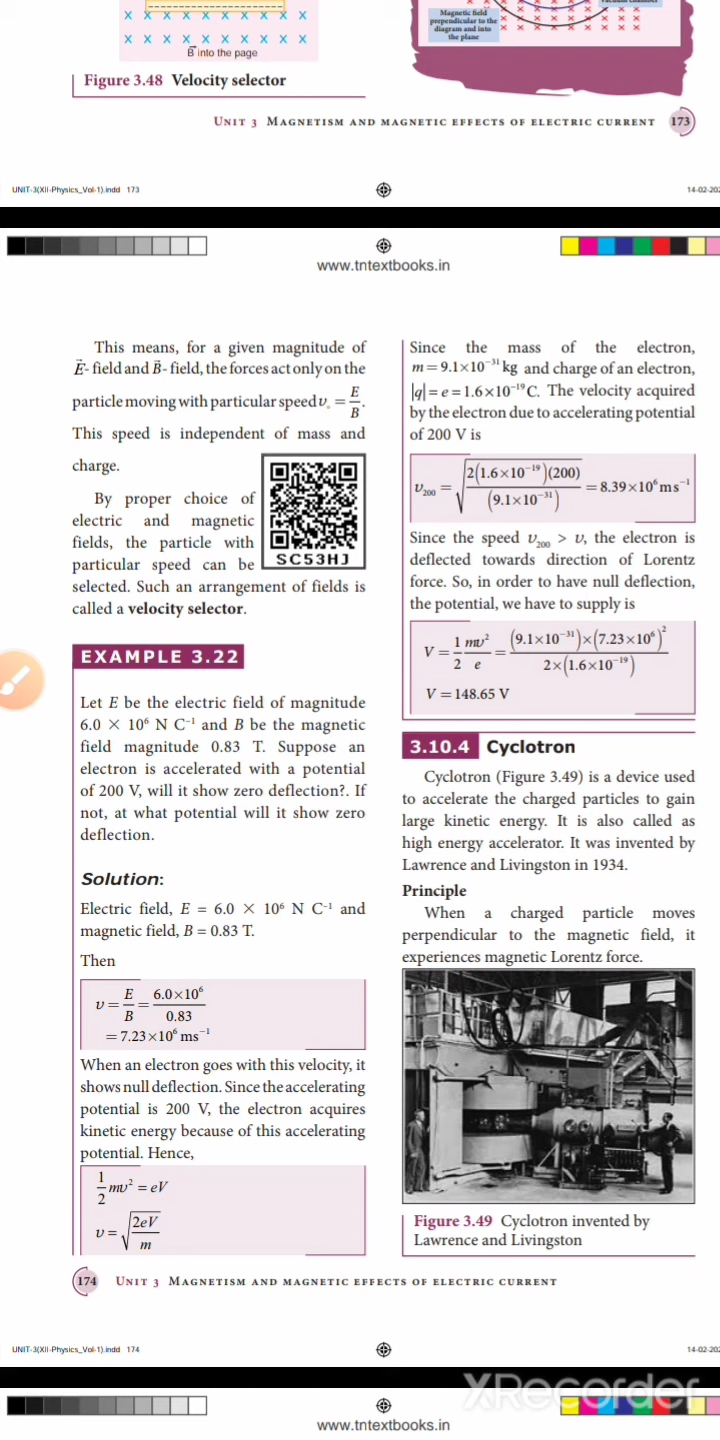 × × × × × × × × × ×
× × × × × × × × × ×
B⃗ into the page
Figure 3.48 Velocity selector
Magnetic field
perpendicular to the
diagram and into
the plane
UNIT 3 MAGNETISM AND MAGNETIC EFFECTS OF ELECTRIC CURRENT 173
UNIT-3(XII-Physics_Vol-1).indd 173
14-02-202
www.tntextbooks.in
This means, for a given magnitude of
E⃗- field and B⃗- field, the forces act only on the
particle moving with particular speed υ₀ = E/B.
This speed is independent of mass and
charge.
By proper choice of
electric and magnetic
fields, the particle with
particular speed can be
SC53HJ
selected. Such an arrangement of fields is
called a velocity selector.
EXAMPLE 3.22
Let E be the electric field of magnitude
6.0 × 10⁶ N C⁻¹ and B be the magnetic
field magnitude 0.83 T. Suppose an
electron is accelerated with a potential
of 200 V, will it show zero deflection?. If
not, at what potential will it show zero
deflection.
Solution:
Electric field, E = 6.0 × 10⁶ N C⁻¹ and
magnetic field, B = 0.83 T.
Then
υ = E/B = 6.0×10⁶/0.83
= 7.23×10⁶ ms⁻¹
When an electron goes with this velocity, it
shows null deflection. Since the accelerating
potential is 200 V, the electron acquires
kinetic energy because of this accelerating
potential. Hence,
1/2 mυ² = eV
υ = √(2eV/m)
Since the mass of the electron,
m = 9.1×10⁻³¹ kg and charge of an electron,
|q| = e = 1.6×10⁻¹⁹ C. The velocity acquired
by the electron due to accelerating potential
of 200 V is
υ₂₀₀ = √(2(1.6×10⁻¹⁹)(200)/(9.1×10⁻³¹)) = 8.39×10⁶ ms⁻¹
Since the speed υ₂₀₀ > υ, the electron is
deflected towards direction of Lorentz
force. So, in order to have null deflection,
the potential, we have to supply is
V = 1/2 mυ²/e = (9.1×10⁻³¹)×(7.23×10⁶)²/2×(1.6×10⁻¹⁹)
V = 148.65 V
3.10.4 Cyclotron
Cyclotron (Figure 3.49) is a device used
to accelerate the charged particles to gain
large kinetic energy. It is also called as
high energy accelerator. It was invented by
Lawrence and Livingston in 1934.
Principle
When a charged particle moves
perpendicular to the magnetic field, it
experiences magnetic Lorentz force.
Figure 3.49 Cyclotron invented by
Lawrence and Livingston
174 UNIT 3 MAGNETISM AND MAGNETIC EFFECTS OF ELECTRIC CURRENT
UNIT-3(XII-Physics_Vol-1).indd 174
14-02-202
XRecorder
www.tntextbooks.in